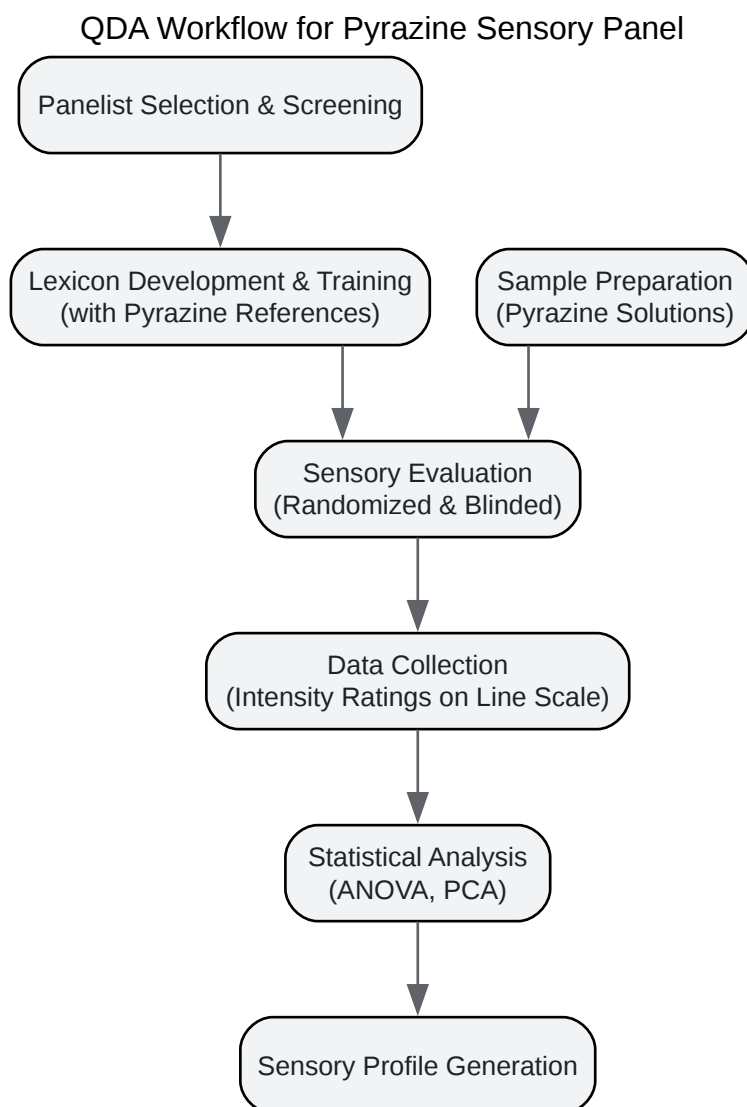 QDA Workflow for Pyrazine Sensory Panel
Panelist Selection & Screening
Lexicon Development & Training
(with Pyrazine References)
Sample Preparation
(Pyrazine Solutions)
Sensory Evaluation
(Randomized & Blinded)
Data Collection
(Intensity Ratings on Line Scale)
Statistical Analysis
(ANOVA, PCA)
Sensory Profile Generation